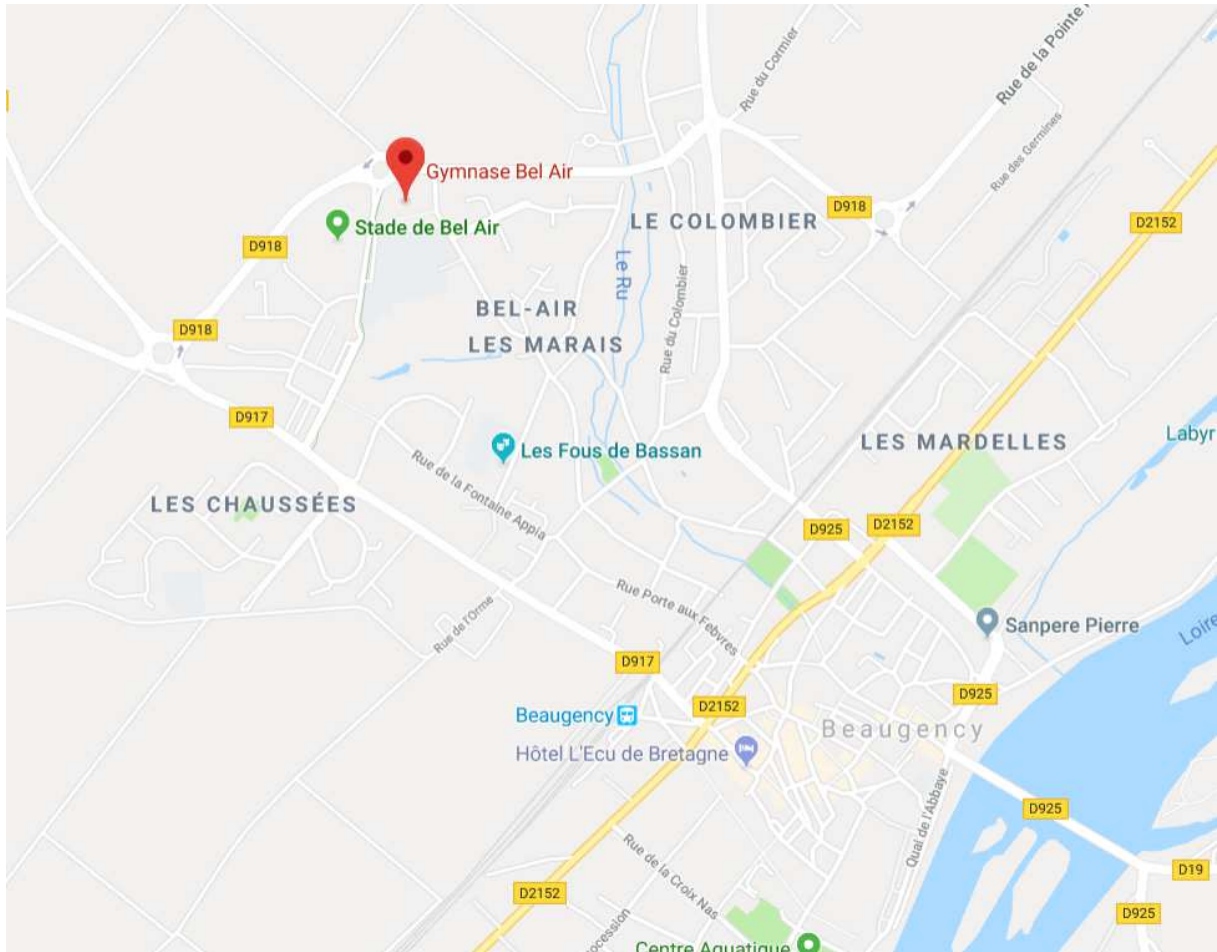 Rue du Cormier
Rue de la Pointe
Rue des Germines
Gymnase Bel Air
Stade de Bel Air
LE COLOMBIER
D918
D2152
D918
Le Ru
BEL-AIR
LES MARAIS
Rue du Colombier
D918
D917
Les Fous de Bassan
LES MARDELLES
Labyr
LES CHAUSSÉES
Rue de la Fontaine Appia
D925
D2152
Rue Porte aux Febvres
Rue de l'Orme
Sanpere Pierre
Loire
D917
D925
D2152
Beaugency
Beaugency
Hôtel L'Ecu de Bretagne
Quai de l'Abbaye
D925
Rue de la Croix Nas
D19
D2152
D925
ocession
Centre Aquatique